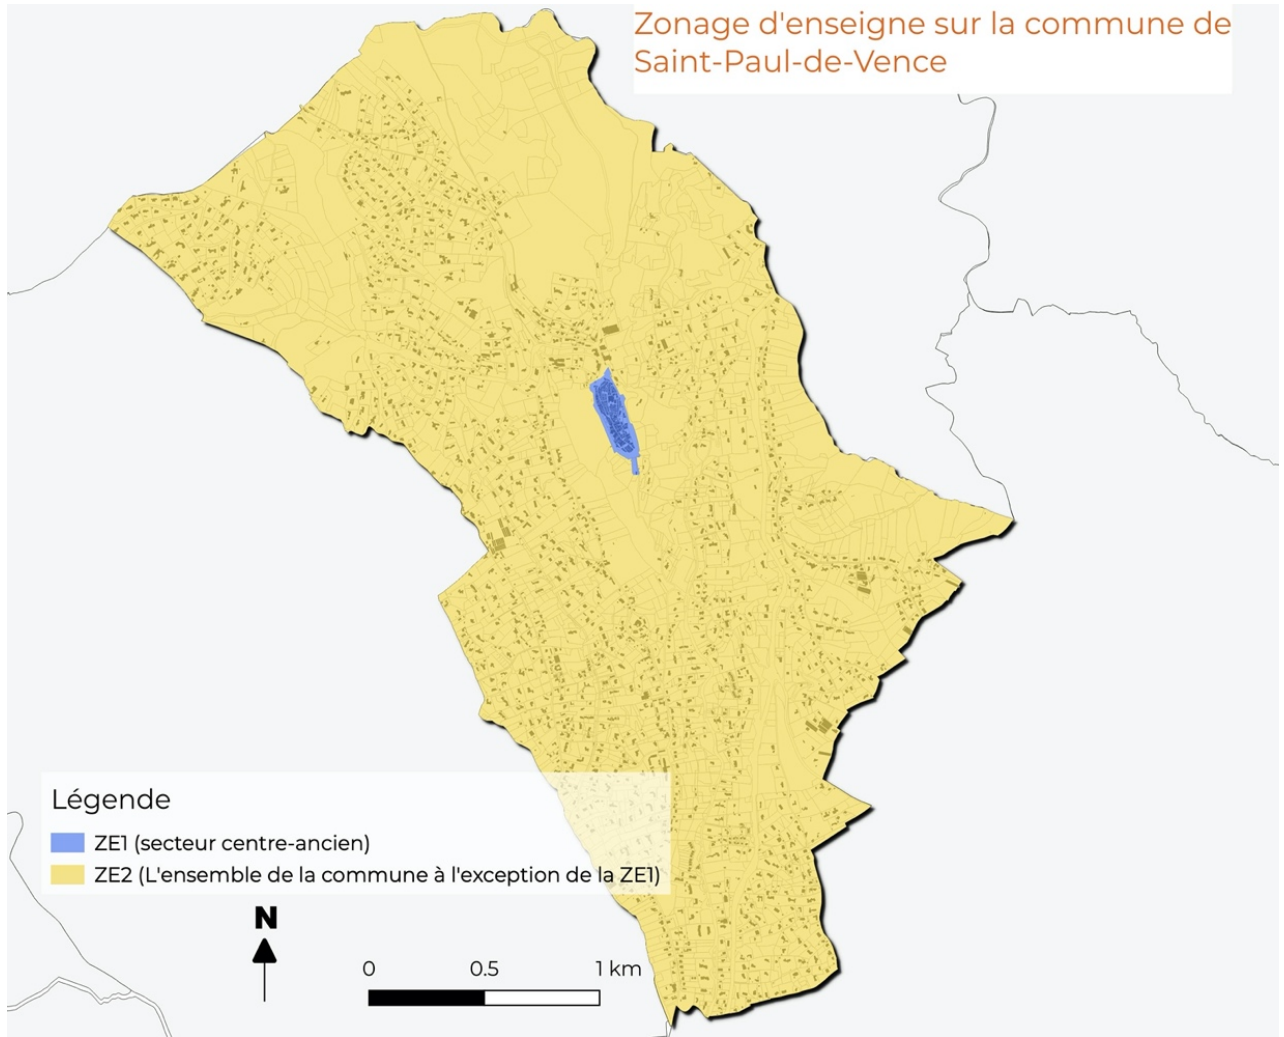 Zonage d'enseigne sur la commune de
Saint-Paul-de-Vence
Légende
ZE1 (secteur centre-ancien)
ZE2 (L'ensemble de la commune à l'exception de la ZE1)
N
0 0.5 1 km